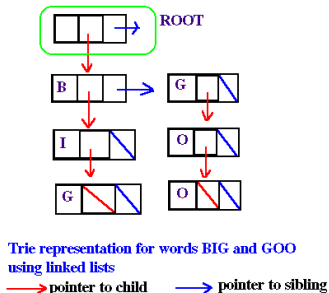 ROOT
B G
I O
G O
Trie representation for words BIG and GOO
using linked lists
pointer to child pointer to sibling